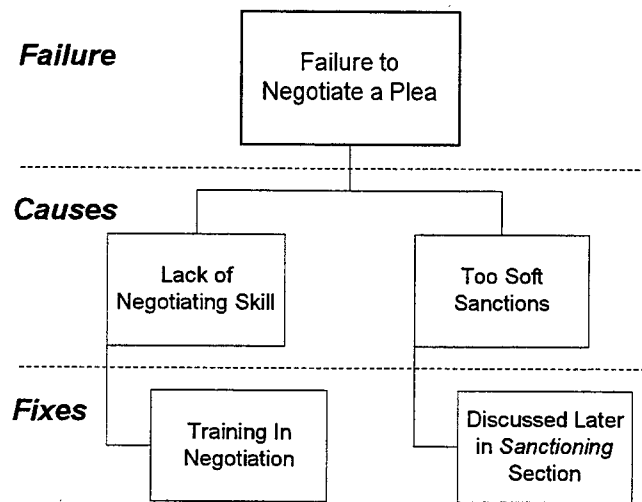 Failure
Failure to
Negotiate a Plea
Causes
Lack of
Negotiating Skill
Too Soft
Sanctions
Fixes
Training In
Negotiation
Discussed Later
in Sanctioning
Section